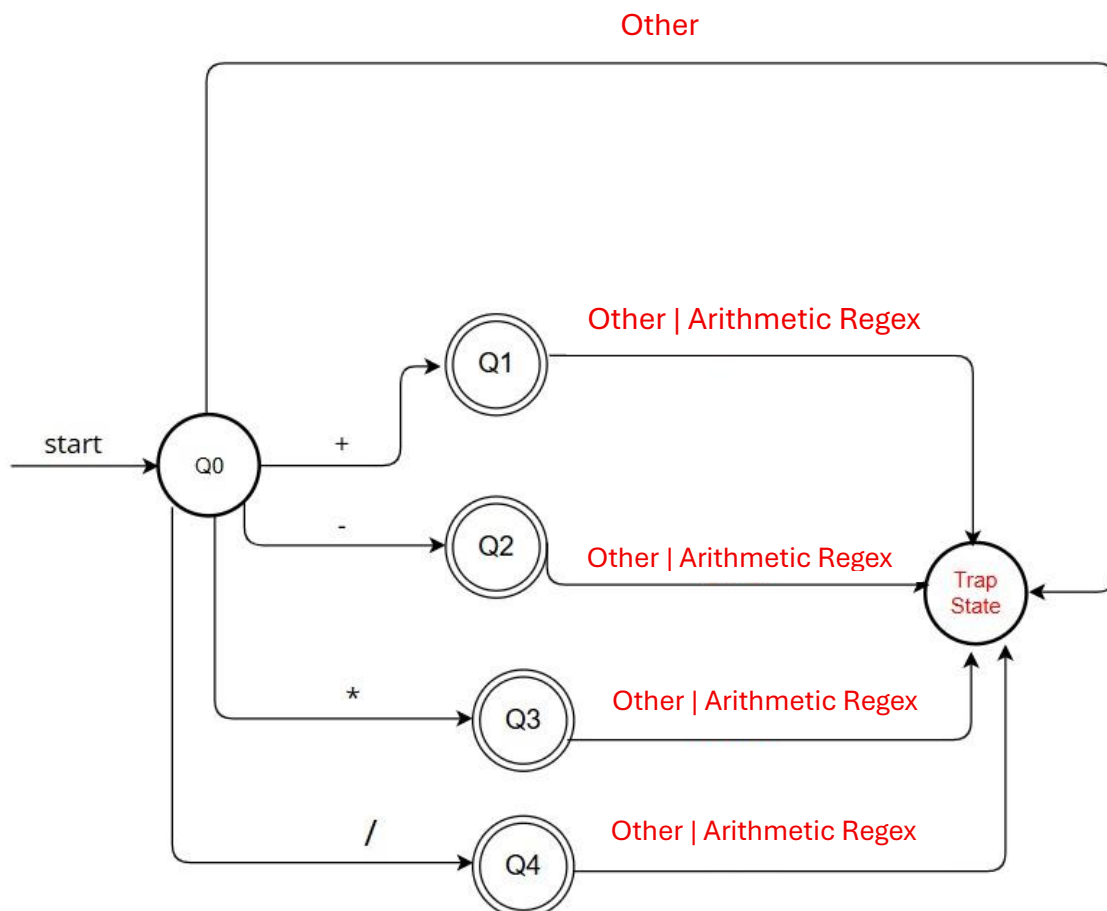 Other
Other | Arithmetic Regex
Q1
start
+
Q0
-
Q2
Other | Arithmetic Regex
Trap
State
*
Q3
Other | Arithmetic Regex
/
Q4
Other | Arithmetic Regex